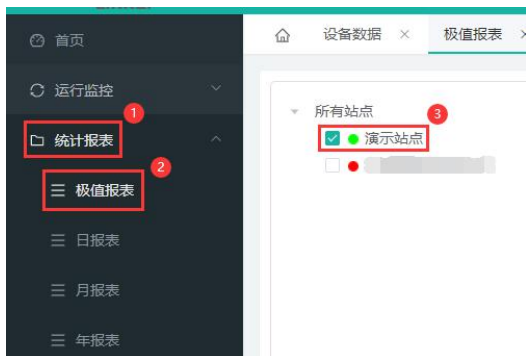 首页
设备数据 × 极值报表 ×
运行监控
所有站点
1
3
统计报表
演示站点
2
极值报表
日报表
月报表
年报表